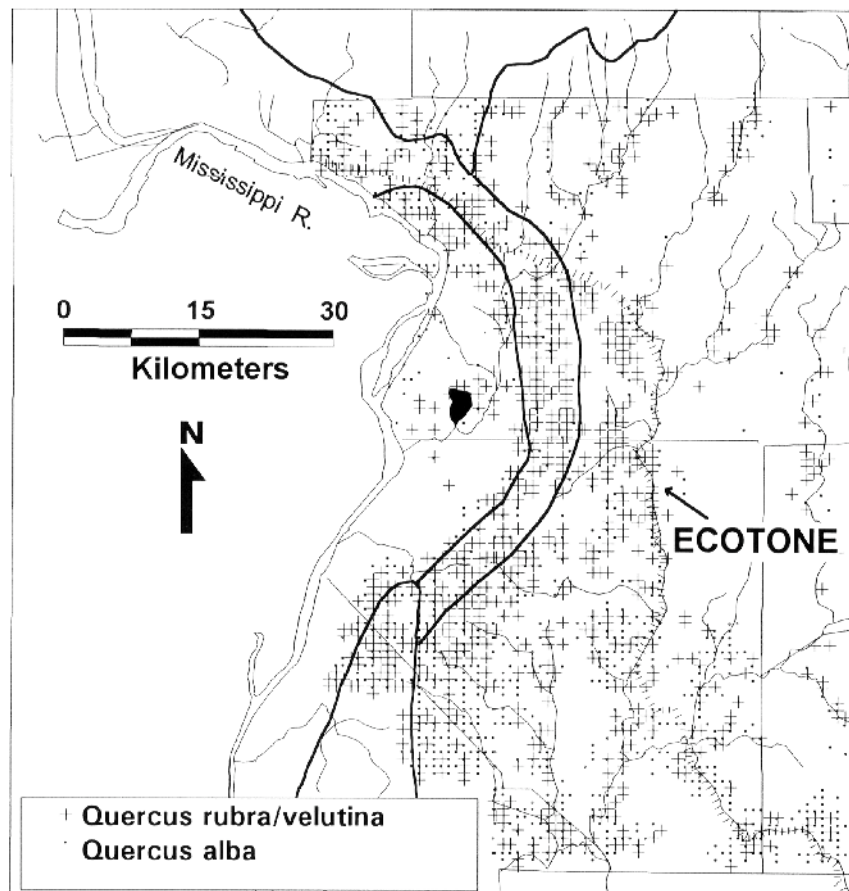 Mississippi R.
0 15 30
Kilometers
N
ECOTONE
+ Quercus rubra/velutina
· Quercus alba